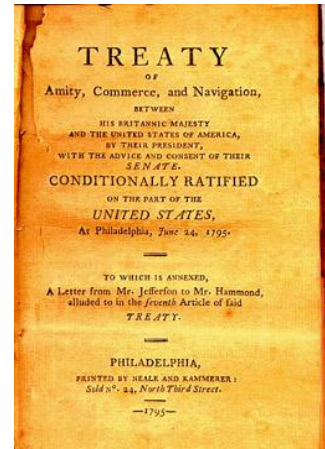 TREATY
OF
Amity, Commerce, and Navigation,
BETWEEN
HIS BRITANNIC MAJESTY
AND THE UNITED STATES OF AMERICA,
BY THEIR PRESIDENT,
WITH THE ADVICE AND CONSENT OF THEIR
SENATE.
CONDITIONALLY RATIFIED
ON THE PART OF THE
UNITED STATES,
At Philadelphia, June 24, 1795.
TO WHICH IS ANNEXED,
A Letter from Mr. Jefferson to Mr. Hammond,
alluded to in the seventh Article of said
TREATY.
PHILADELPHIA,
PRINTED BY NEALE AND KAMMERER:
Sold Nº. 24, North Third Street.
—1795—